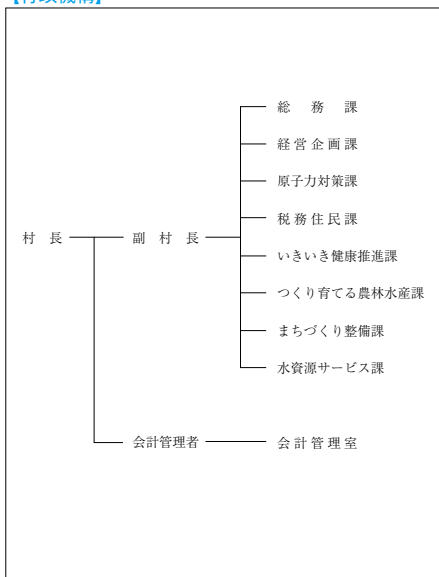 【行政機構】
総務課
経営企画課
原子力対策課
税務住民課
村長 副村長
いきいき健康推進課
つくり育てる農林水産課
まちづくり整備課
水資源サービス課
会計管理者 会計管理室